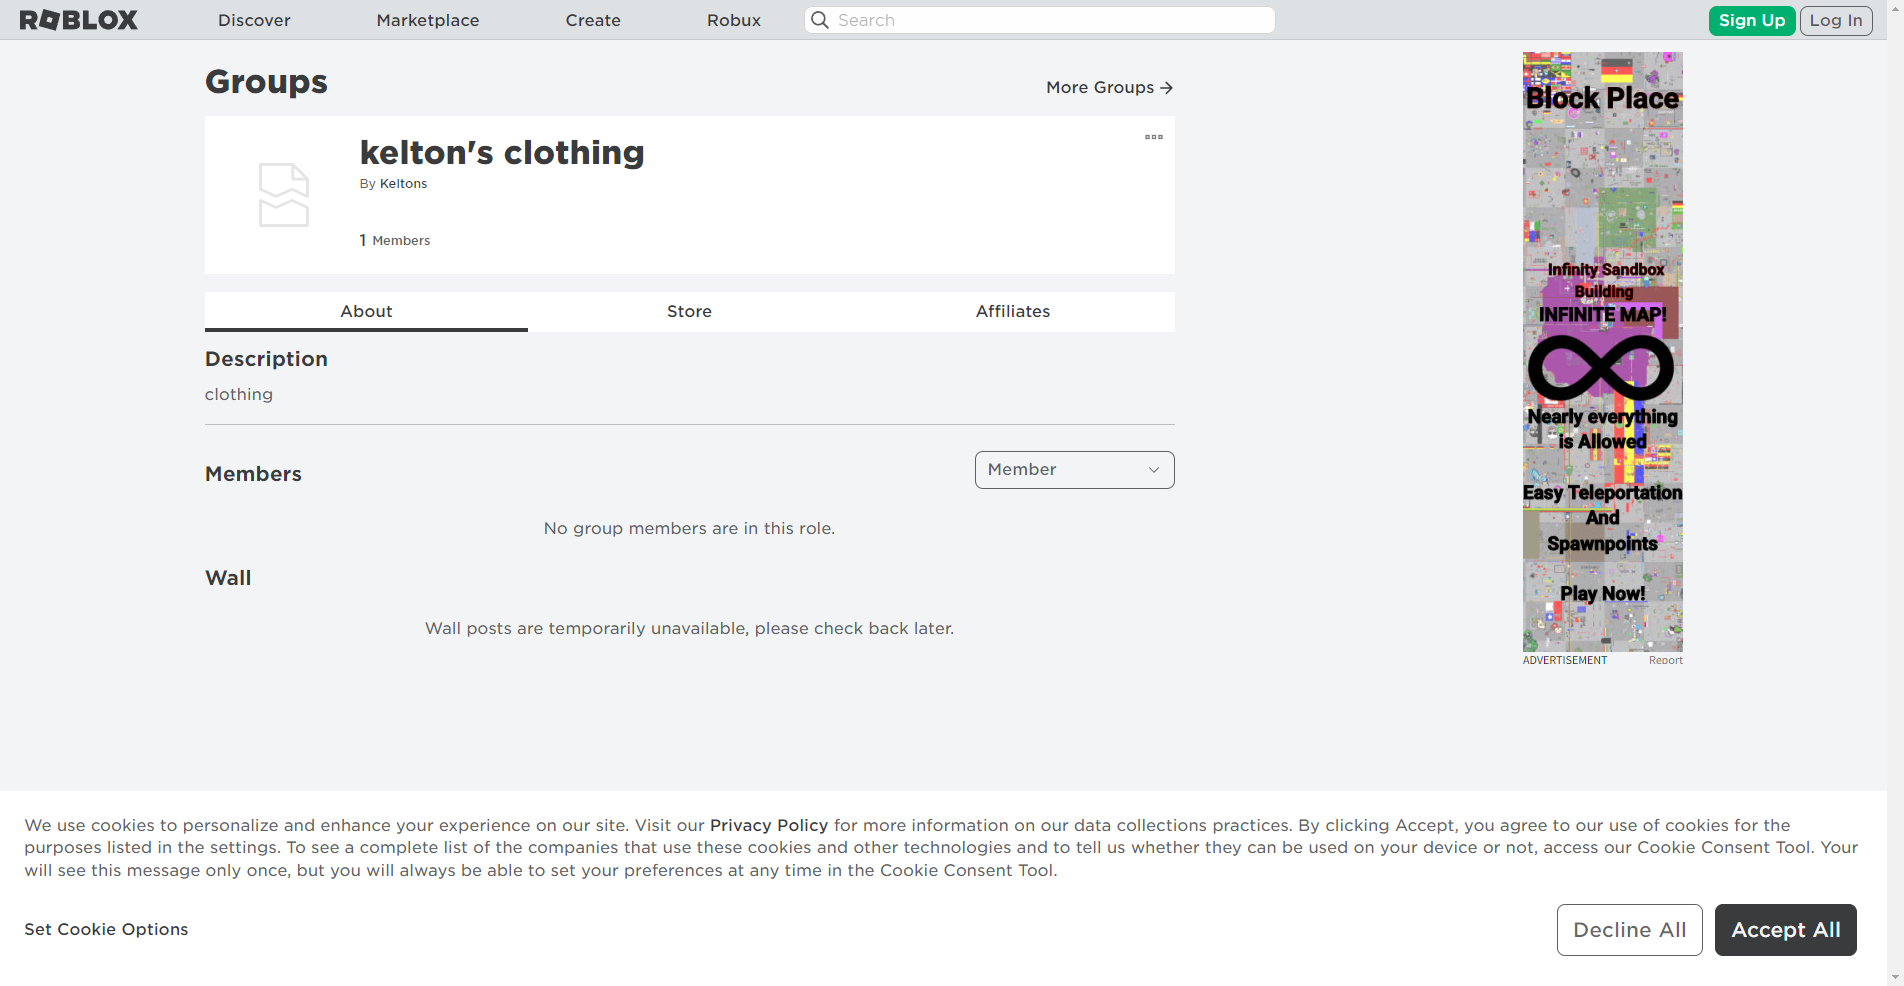 ROBLOX
Discover
Marketplace
Create
Robux
Search
Sign Up
Log In
Groups
More Groups →
kelton's clothing
By Keltons
1 Members
About
Store
Affiliates
Description
clothing
Members
Member
No group members are in this role.
Wall
Wall posts are temporarily unavailable, please check back later.
Block Place
Infinity Sandbox
Building
INFINITE MAP!
Nearly everything
is Allowed
Easy Teleportation
And
Spawnpoints
Play Now!
ADVERTISEMENT
Report
We use cookies to personalize and enhance your experience on our site. Visit our Privacy Policy for more information on our data collections practices. By clicking Accept, you agree to our use of cookies for the
purposes listed in the settings. To see a complete list of the companies that use these cookies and other technologies and to tell us whether they can be used on your device or not, access our Cookie Consent Tool. Your
will see this message only once, but you will always be able to set your preferences at any time in the Cookie Consent Tool.
Set Cookie Options
Decline All
Accept All